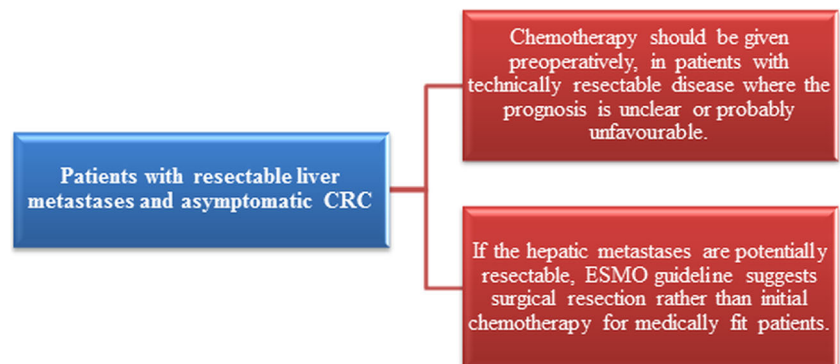 Patients with resectable liver
metastases and asymptomatic CRC
Chemotherapy should be given
preoperatively, in patients with
technically resectable disease where the
prognosis is unclear or probably
unfavourable.
If the hepatic metastases are potentially
resectable, ESMO guideline suggests
surgical resection rather than initial
chemotherapy for medically fit patients.